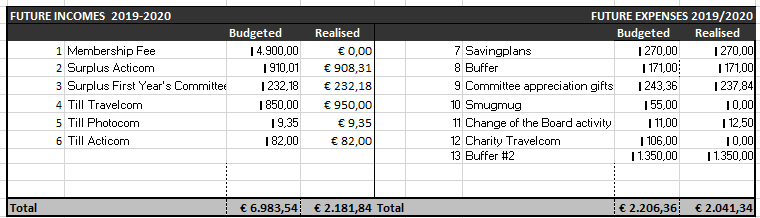 FUTURE INCOMES 2019-2020 FUTURE EXPENSES 2019/2020
Budgeted Realised Budgeted Realised
1 Membership Fee 4.900,00 € 0,00 7 Savingplans 270,00 270,00
2 Surplus Acticom 910,01 € 908,31 8 Buffer 171,00 171,00
3 Surplus First Year's Committee 232,18 € 232,18 9 Committee appreciation gifts 243,36 237,84
4 Till Travelcom 850,00 € 950,00 10 Smugmug 55,00 0,00
5 Till Photocom 9,35 € 9,35 11 Change of the Board activity 11,00 12,50
6 Till Acticom 82,00 € 82,00 12 Charity Travelcom 106,00 0,00
13 Buffer #2 1.350,00 1.350,00
Total € 6.983,54 € 2.181,84 Total € 2.206,36 € 2.041,34